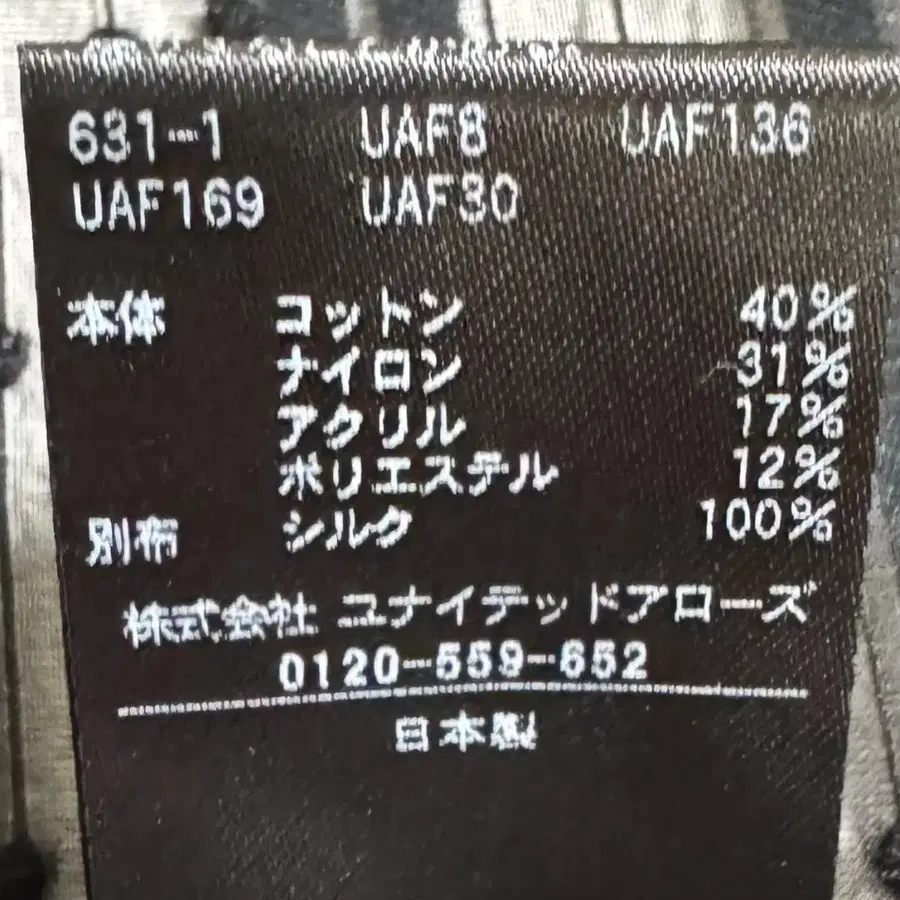 631-1 UAF8 UAF136
UAF169 UAF30
本体 コットン 40%
ナイロン 31%
アクリル 17%
ポリエステル 12%
別布 シルク 100%
株式会社 ユナイテッドアローズ
0120-559-652
日本製